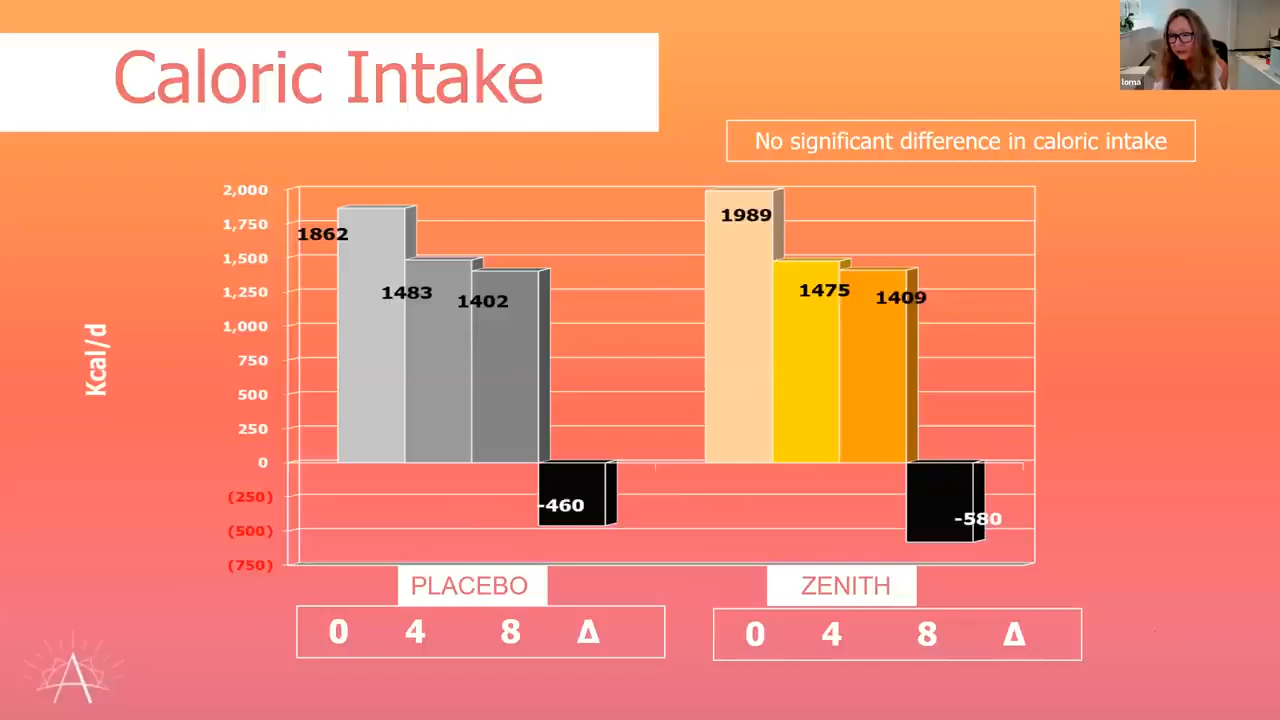 Caloric Intake
lorna
No significant difference in caloric intake
Kcal/d
2,000
1,750
1,500
1,250
1,000
750
500
250
0
(250)
(500)
(750)
1862
1483
1402
-460
1989
1475
1409
-580
PLACEBO
ZENITH
0 4 8 Δ
0 4 8 Δ